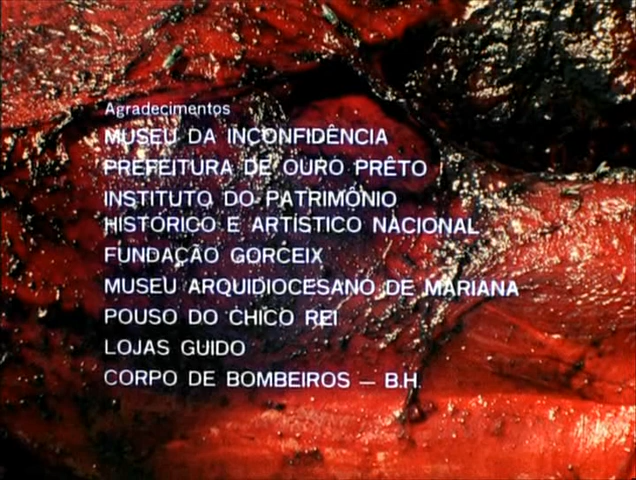 Agradecimentos
MUSEU DA INCONFIDÊNCIA
PREFEITURA DE OURO PRÊTO
INSTITUTO DO PATRIMÔNIO
HISTÓRICO E ARTÍSTICO NACIONAL
FUNDAÇÃO GORCEIX
MUSEU ARQUIDIOCESANO DE MARIANA
POUSO DO CHICO REI
LOJAS GUIDO
CORPO DE BOMBEIROS — B.H.